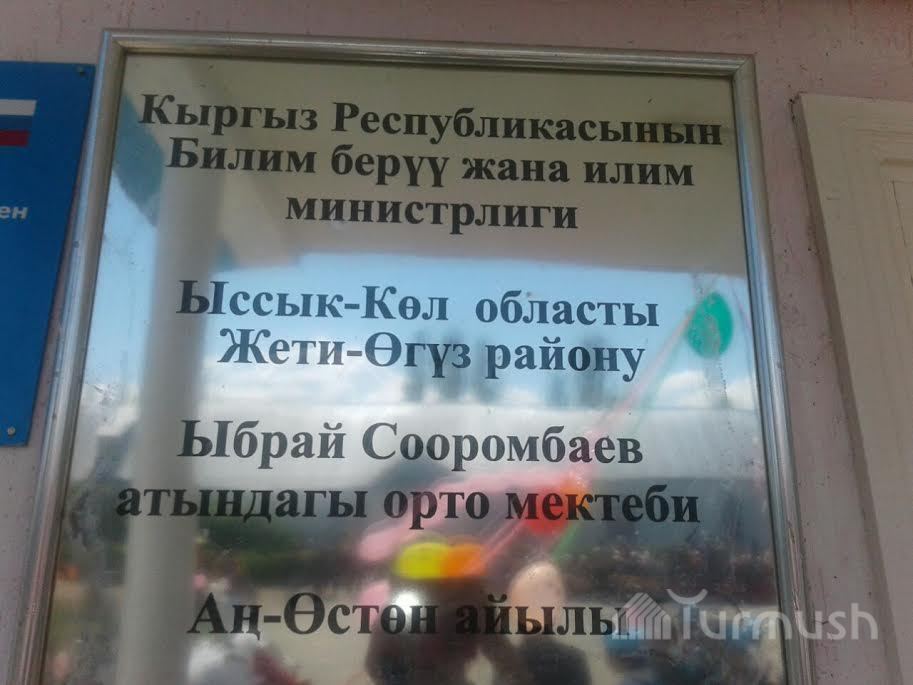 Кыргыз Республикасынын
Билим берүү жана илим
министрлиги
Ыссык-Көл областы
Жети-Өгүз району
Ыбрай Сооромбаев
атындагы орто мектеби
Аң-Өстөн айылы
Turmush